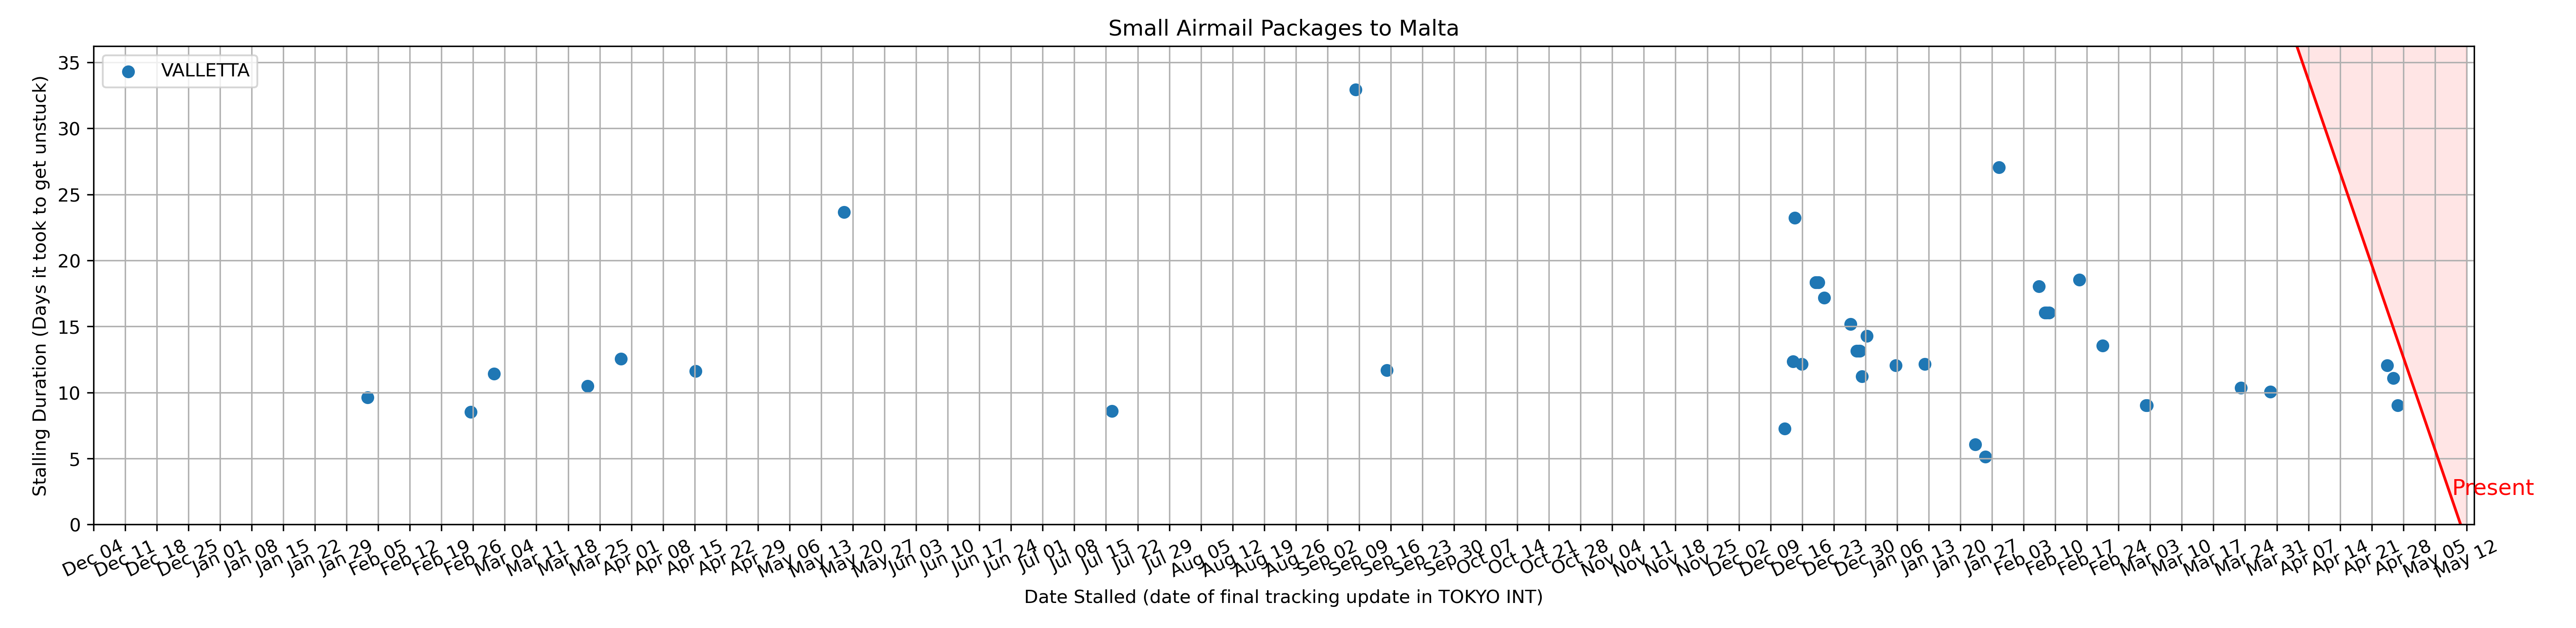 Small Airmail Packages to Malta
VALLETTA
Stalling Duration (Days it took to get unstuck)
35
30
25
20
15
10
5
0
Present
Dec 04
Dec 11
Dec 18
Dec 25
Jan 01
Jan 08
Jan 15
Jan 22
Jan 29
Feb 05
Feb 12
Feb 19
Feb 26
Mar 04
Mar 11
Mar 18
Mar 25
Apr 01
Apr 08
Apr 15
Apr 22
Apr 29
May 06
May 13
May 20
May 27
Jun 03
Jun 10
Jun 17
Jun 24
Jul 01
Jul 08
Jul 15
Jul 22
Jul 29
Aug 05
Aug 12
Aug 19
Aug 26
Sep 02
Sep 09
Sep 16
Sep 23
Sep 30
Oct 07
Oct 14
Oct 21
Oct 28
Nov 04
Nov 11
Nov 18
Nov 25
Dec 02
Dec 09
Dec 16
Dec 23
Dec 30
Jan 06
Jan 13
Jan 20
Jan 27
Feb 03
Feb 10
Feb 17
Feb 24
Mar 03
Mar 10
Mar 17
Mar 24
Mar 31
Apr 07
Apr 14
Apr 21
Apr 28
May 05
May 12
Date Stalled (date of final tracking update in TOKYO INT)